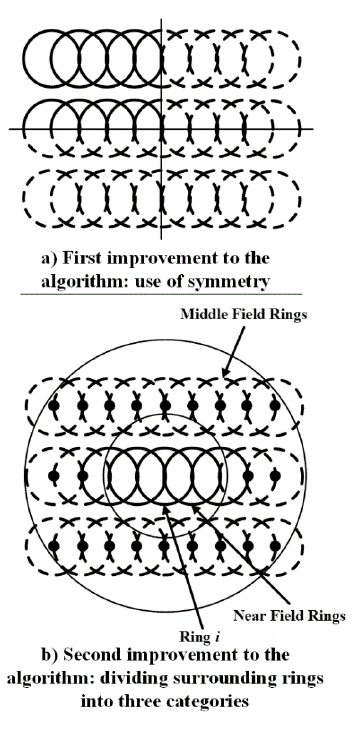 a) First improvement to the
algorithm: use of symmetry
Middle Field Rings
Near Field Rings
Ring i
b) Second improvement to the
algorithm: dividing surrounding rings
into three categories